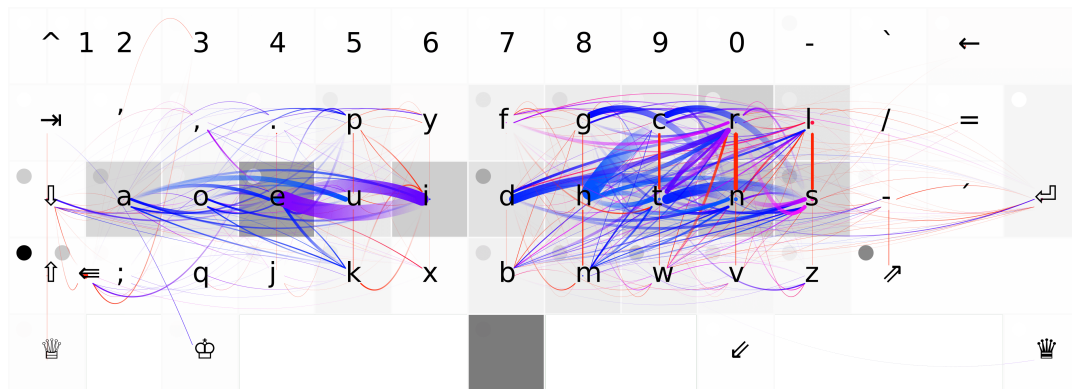 ^ 1 2 3 4 5 6 7 8 9 0 - ` ←
⇥ ’ , . p y f g c r l / =
⇩ a o e u i d h t n s - ´ ⏎
⇧ ⇚ ; q j k x b m w v z ⇗
♕ ♔ ⇙ ♛